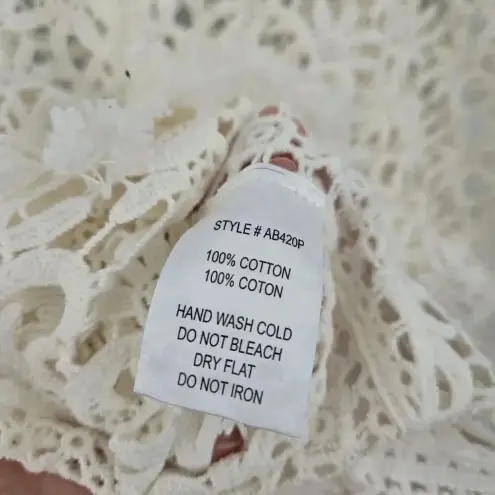 STYLE # AB420P
100% COTTON
100% COTON
HAND WASH COLD
DO NOT BLEACH
DRY FLAT
DO NOT IRON